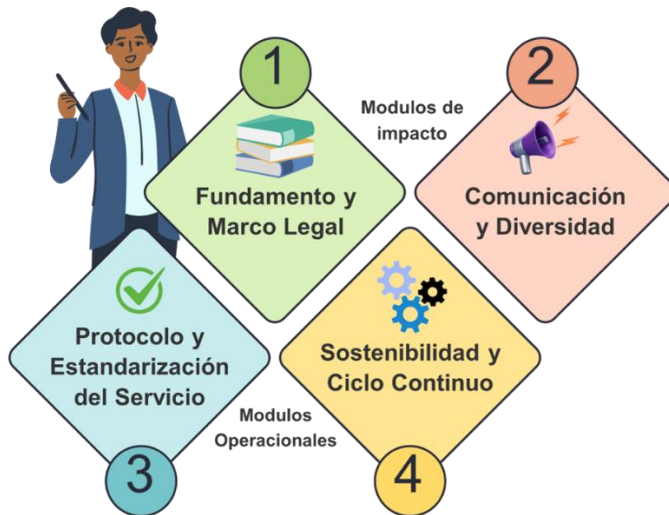 1
Fundamento y
Marco Legal
Modulos de
impacto
2
Comunicación
y Diversidad
Protocolo y
Estandarización
del Servicio
3
Modulos
Operacionales
Sostenibilidad y
Ciclo Continuo
4